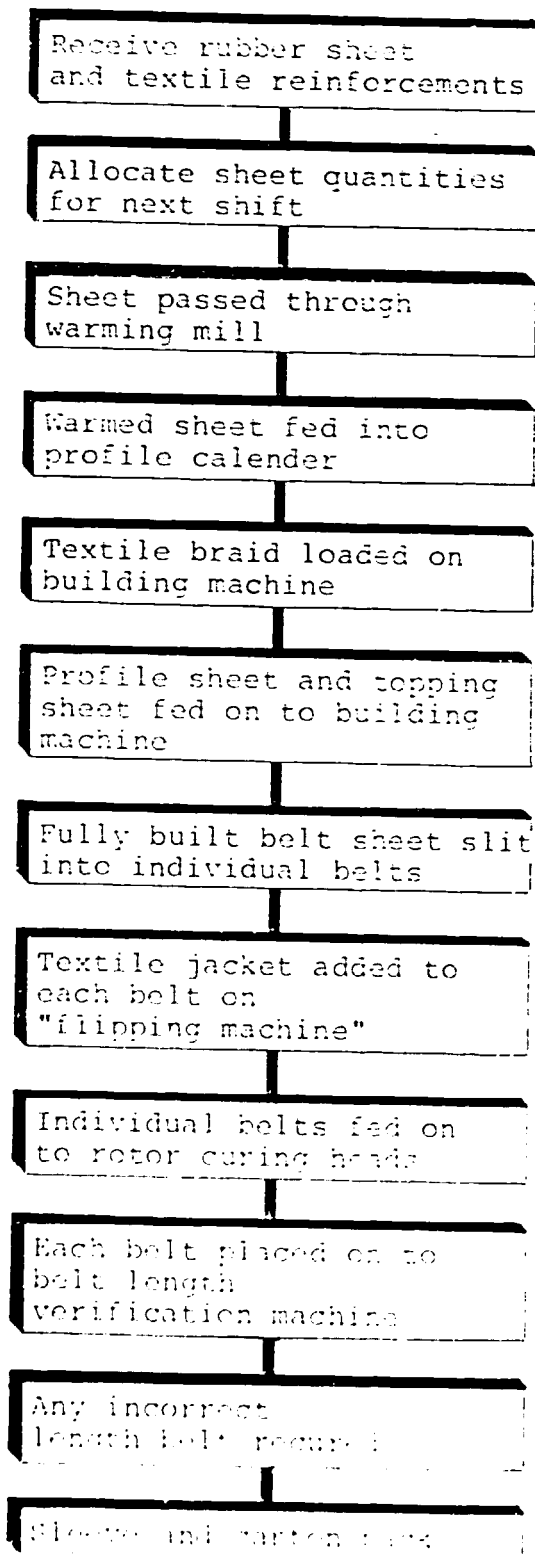 Receive rubber sheet
and textile reinforcements
Allocate sheet quantities
for next shift
Sheet passed through
warming mill
Warmed sheet fed into
profile calender
Textile braid loaded on
building machine
Profile sheet and topping
sheet fed on to building
machine
Fully built belt sheet slit
into individual belts
Textile jacket added to
each belt on
"flipping machine"
Individual belts fed on
to rotor curing heads
Each belt placed on to
belt length
verification machine
Any incorrect
length belt recured
Sleeve and carton